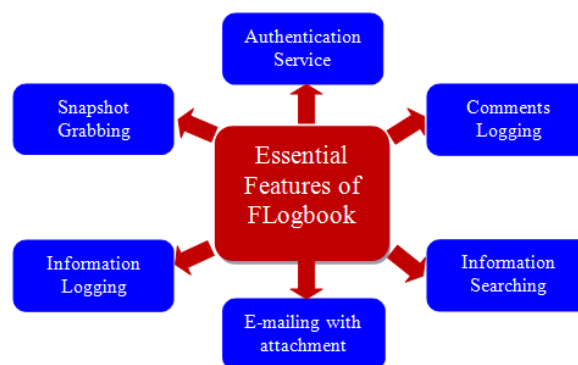 Authentication
Service
Snapshot
Grabbing
Comments
Logging
Essential
Features of
FLogbook
Information
Logging
Information
Searching
E-mailing with
attachment